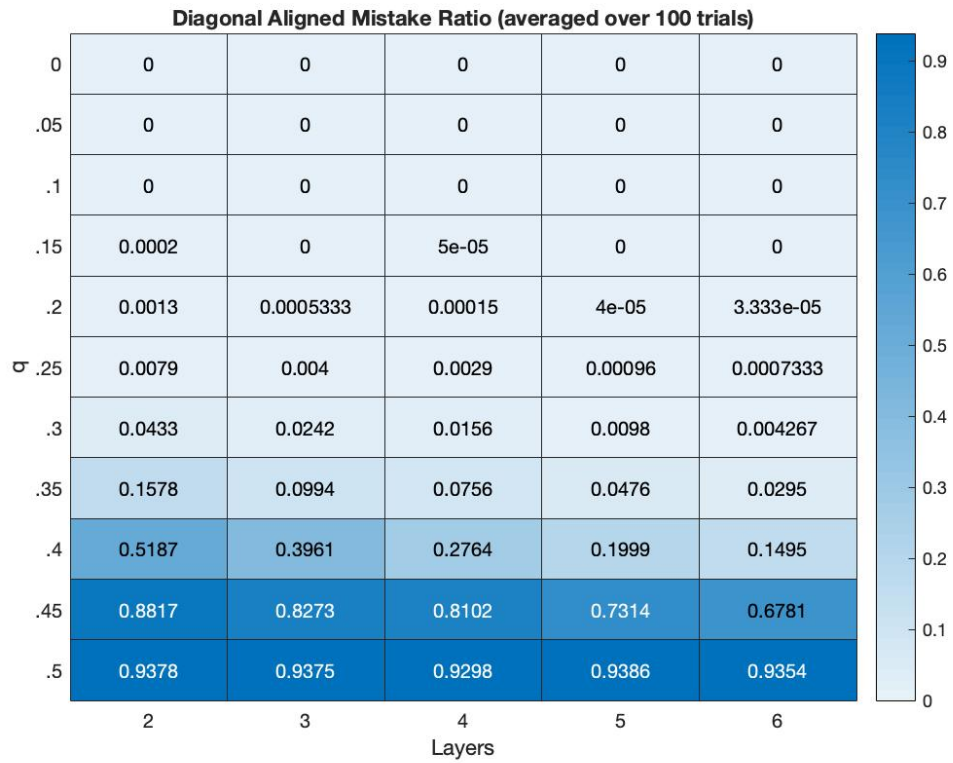 Diagonal Aligned Mistake Ratio (averaged over 100 trials)
0 0 0 0 0 0
.05 0 0 0 0 0
.1 0 0 0 0 0
.15 0.0002 0 5e-05 0 0
.2 0.0013 0.0005333 0.00015 4e-05 3.333e-05
q .25 0.0079 0.004 0.0029 0.00096 0.0007333
.3 0.0433 0.0242 0.0156 0.0098 0.004267
.35 0.1578 0.0994 0.0756 0.0476 0.0295
.4 0.5187 0.3961 0.2764 0.1999 0.1495
.45 0.8817 0.8273 0.8102 0.7314 0.6781
.5 0.9378 0.9375 0.9298 0.9386 0.9354
2 3 4 5 6
Layers
0.9
0.8
0.7
0.6
0.5
0.4
0.3
0.2
0.1
0